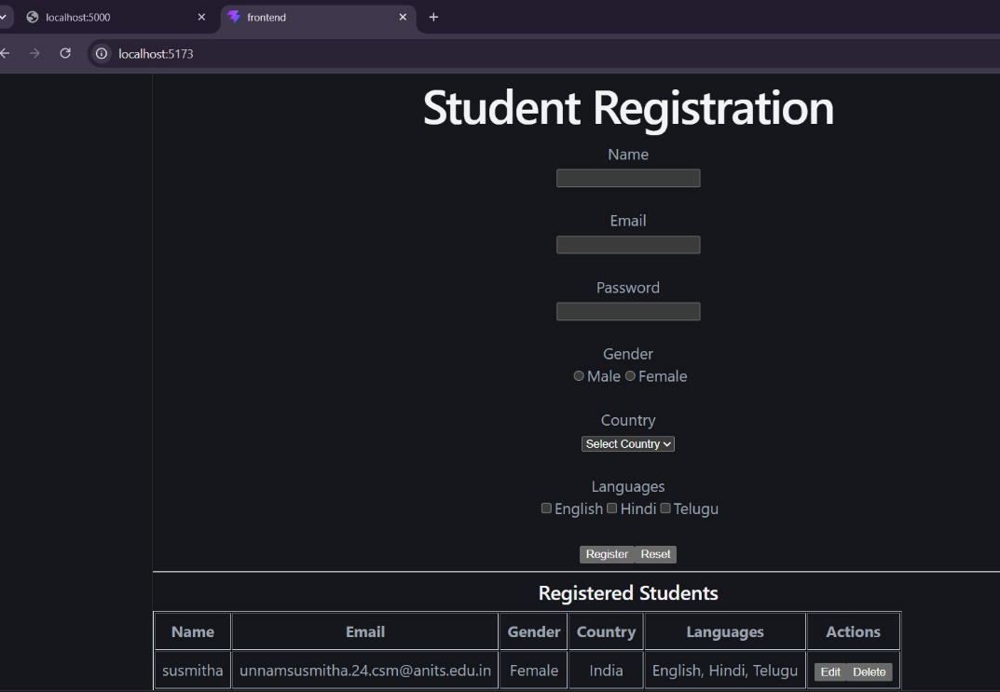 localhost:5000 frontend
localhost:5173
Student Registration
Name
Email
Password
Gender
Male Female
Country
Select Country
Languages
English Hindi Telugu
Register Reset
Registered Students
Name Email Gender Country Languages Actions
susmitha unnamsusmitha.24.csm@anits.edu.in Female India English, Hindi, Telugu Edit Delete